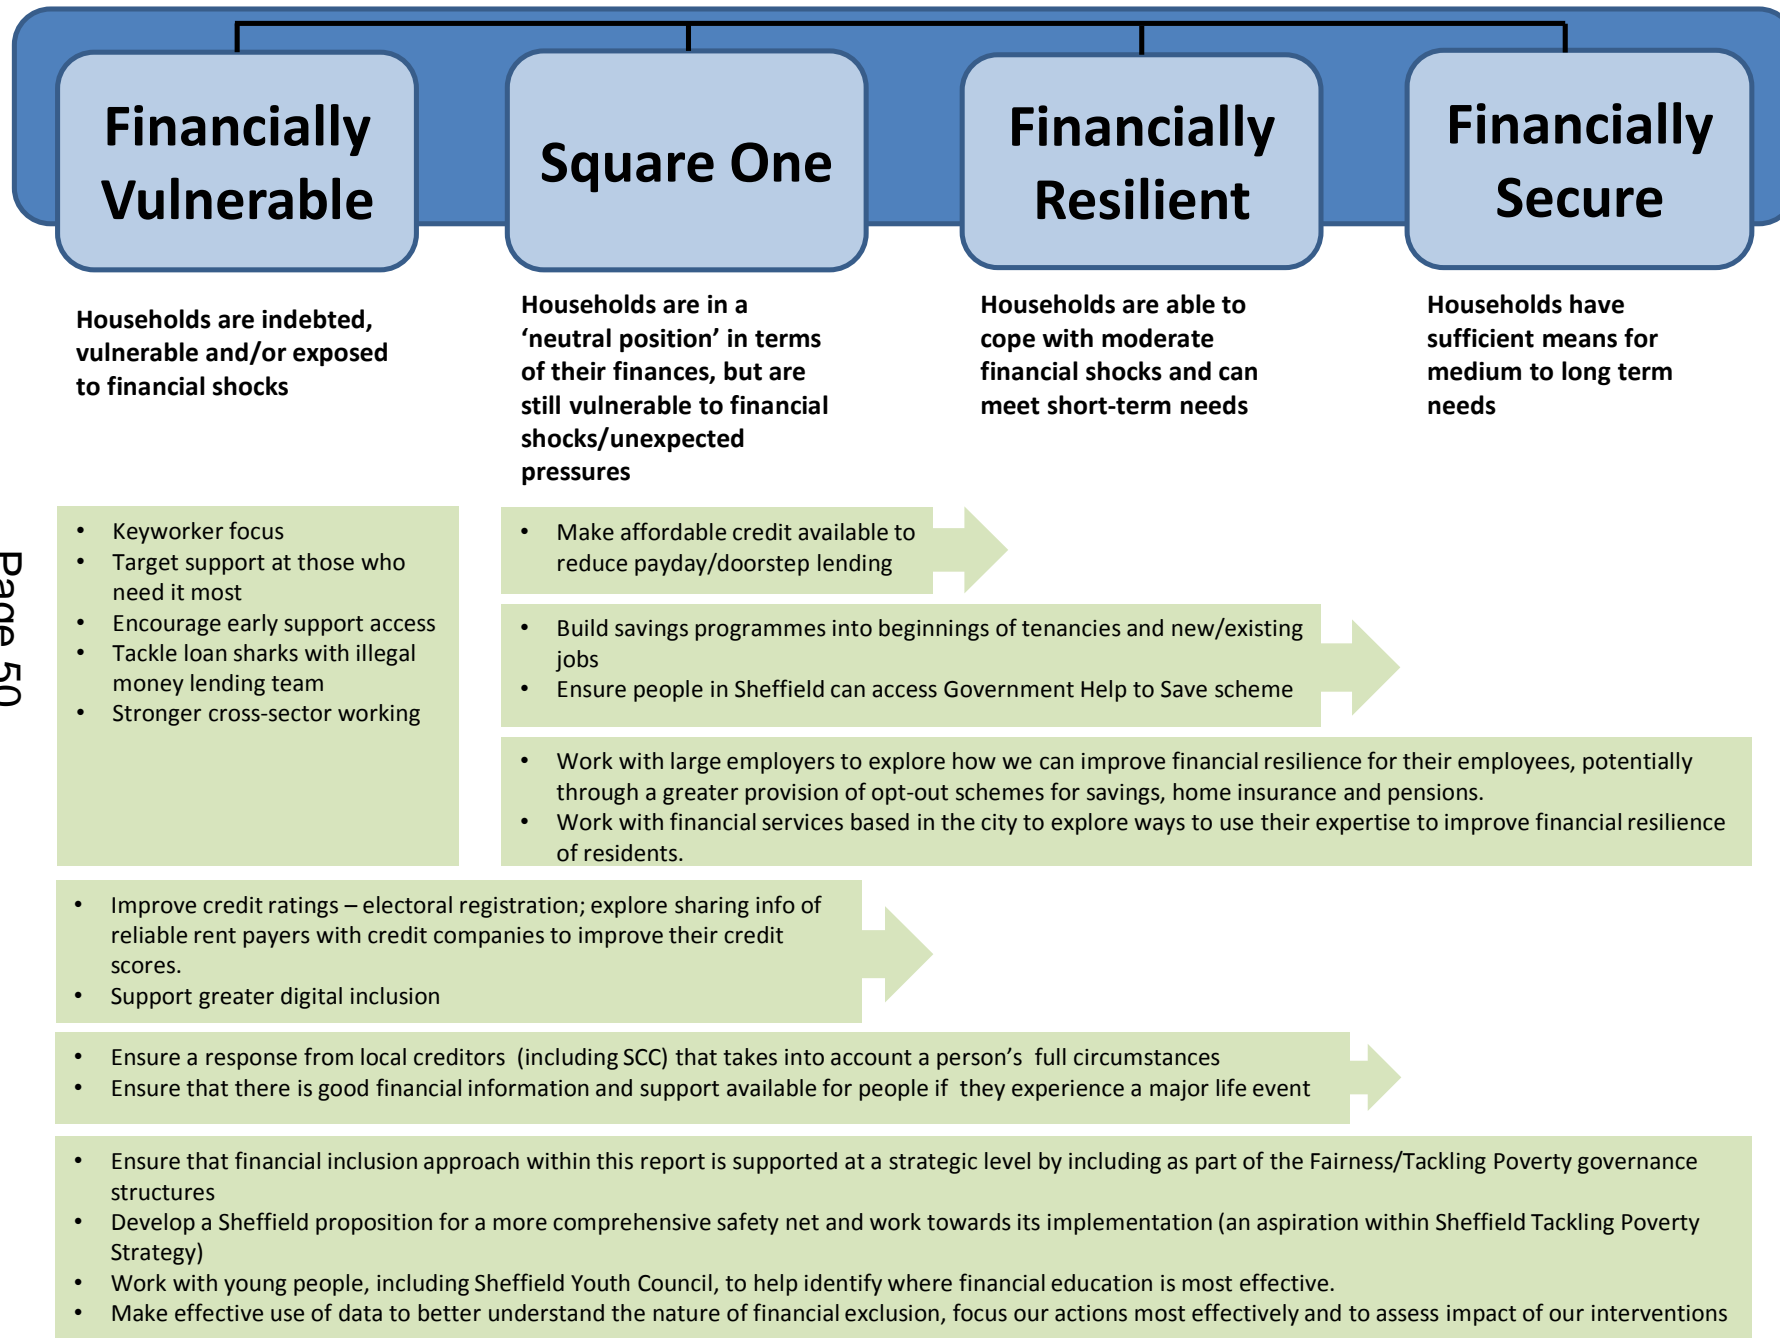 Financially
Vulnerable
Square One
Financially
Resilient
Financially
Secure
Households are indebted,
vulnerable and/or exposed
to financial shocks
Households are in a
‘neutral position’ in terms
of their finances, but are
still vulnerable to financial
shocks/unexpected
pressures
Households are able to
cope with moderate
financial shocks and can
meet short-term needs
Households have
sufficient means for
medium to long term
needs
• Keyworker focus
• Target support at those who
need it most
• Encourage early support access
• Tackle loan sharks with illegal
money lending team
• Stronger cross-sector working
• Make affordable credit available to
reduce payday/doorstep lending
• Build savings programmes into beginnings of tenancies and new/existing
jobs
• Ensure people in Sheffield can access Government Help to Save scheme
• Work with large employers to explore how we can improve financial resilience for their employees, potentially
through a greater provision of opt-out schemes for savings, home insurance and pensions.
• Work with financial services based in the city to explore ways to use their expertise to improve financial resilience
of residents.
• Improve credit ratings – electoral registration; explore sharing info of
reliable rent payers with credit companies to improve their credit
scores.
• Support greater digital inclusion
• Ensure a response from local creditors (including SCC) that takes into account a person’s full circumstances
• Ensure that there is good financial information and support available for people if they experience a major life event
• Ensure that financial inclusion approach within this report is supported at a strategic level by including as part of the Fairness/Tackling Poverty governance
structures
• Develop a Sheffield proposition for a more comprehensive safety net and work towards its implementation (an aspiration within Sheffield Tackling Poverty
Strategy)
• Work with young people, including Sheffield Youth Council, to help identify where financial education is most effective.
• Make effective use of data to better understand the nature of financial exclusion, focus our actions most effectively and to assess impact of our interventions
Page 50